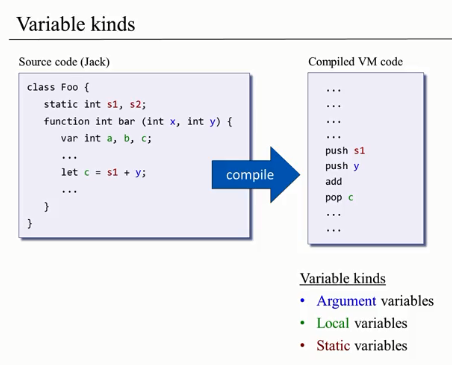 Variable kinds
Source code (Jack)
class Foo {
static int s1, s2;
function int bar (int x, int y) {
var int a, b, c;
...
let c = s1 + y;
...
}
}
compile
Compiled VM code
...
...
...
...
push s1
push y
add
pop c
...
...
Variable kinds
• Argument variables
• Local variables
• Static variables